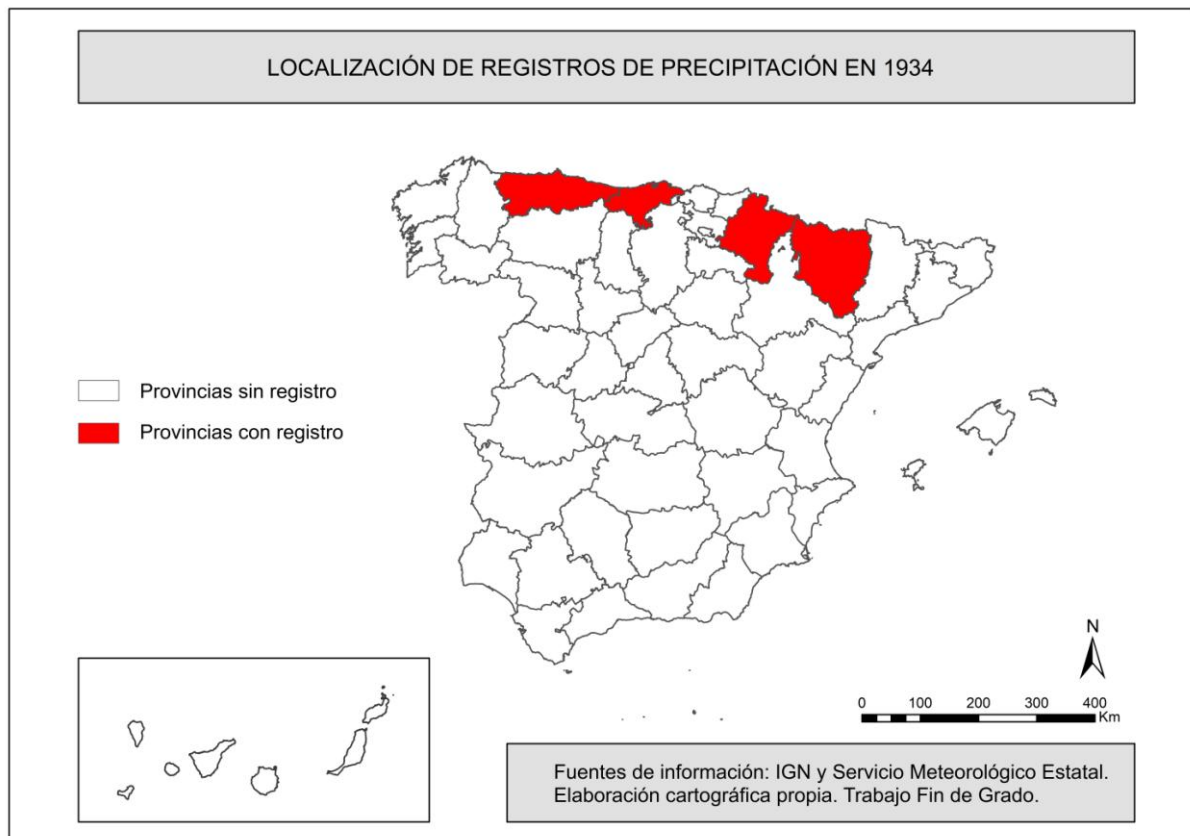 LOCALIZACIÓN DE REGISTROS DE PRECIPITACIÓN EN 1934
Provincias sin registro
Provincias con registro
N
0 100 200 300 400
Km
Fuentes de información: IGN y Servicio Meteorológico Estatal.
Elaboración cartográfica propia. Trabajo Fin de Grado.